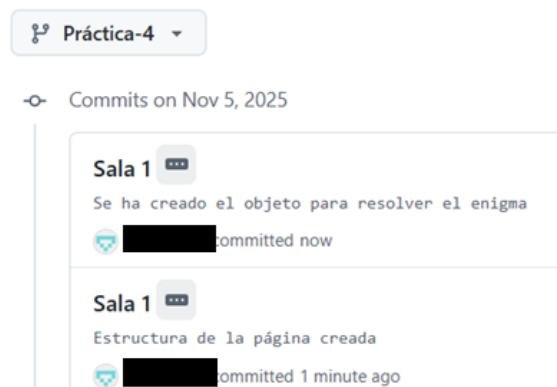 Práctica-4
Commits on Nov 5, 2025
Sala 1
Se ha creado el objeto para resolver el enigma
committed now
Sala 1
Estructura de la página creada
committed 1 minute ago